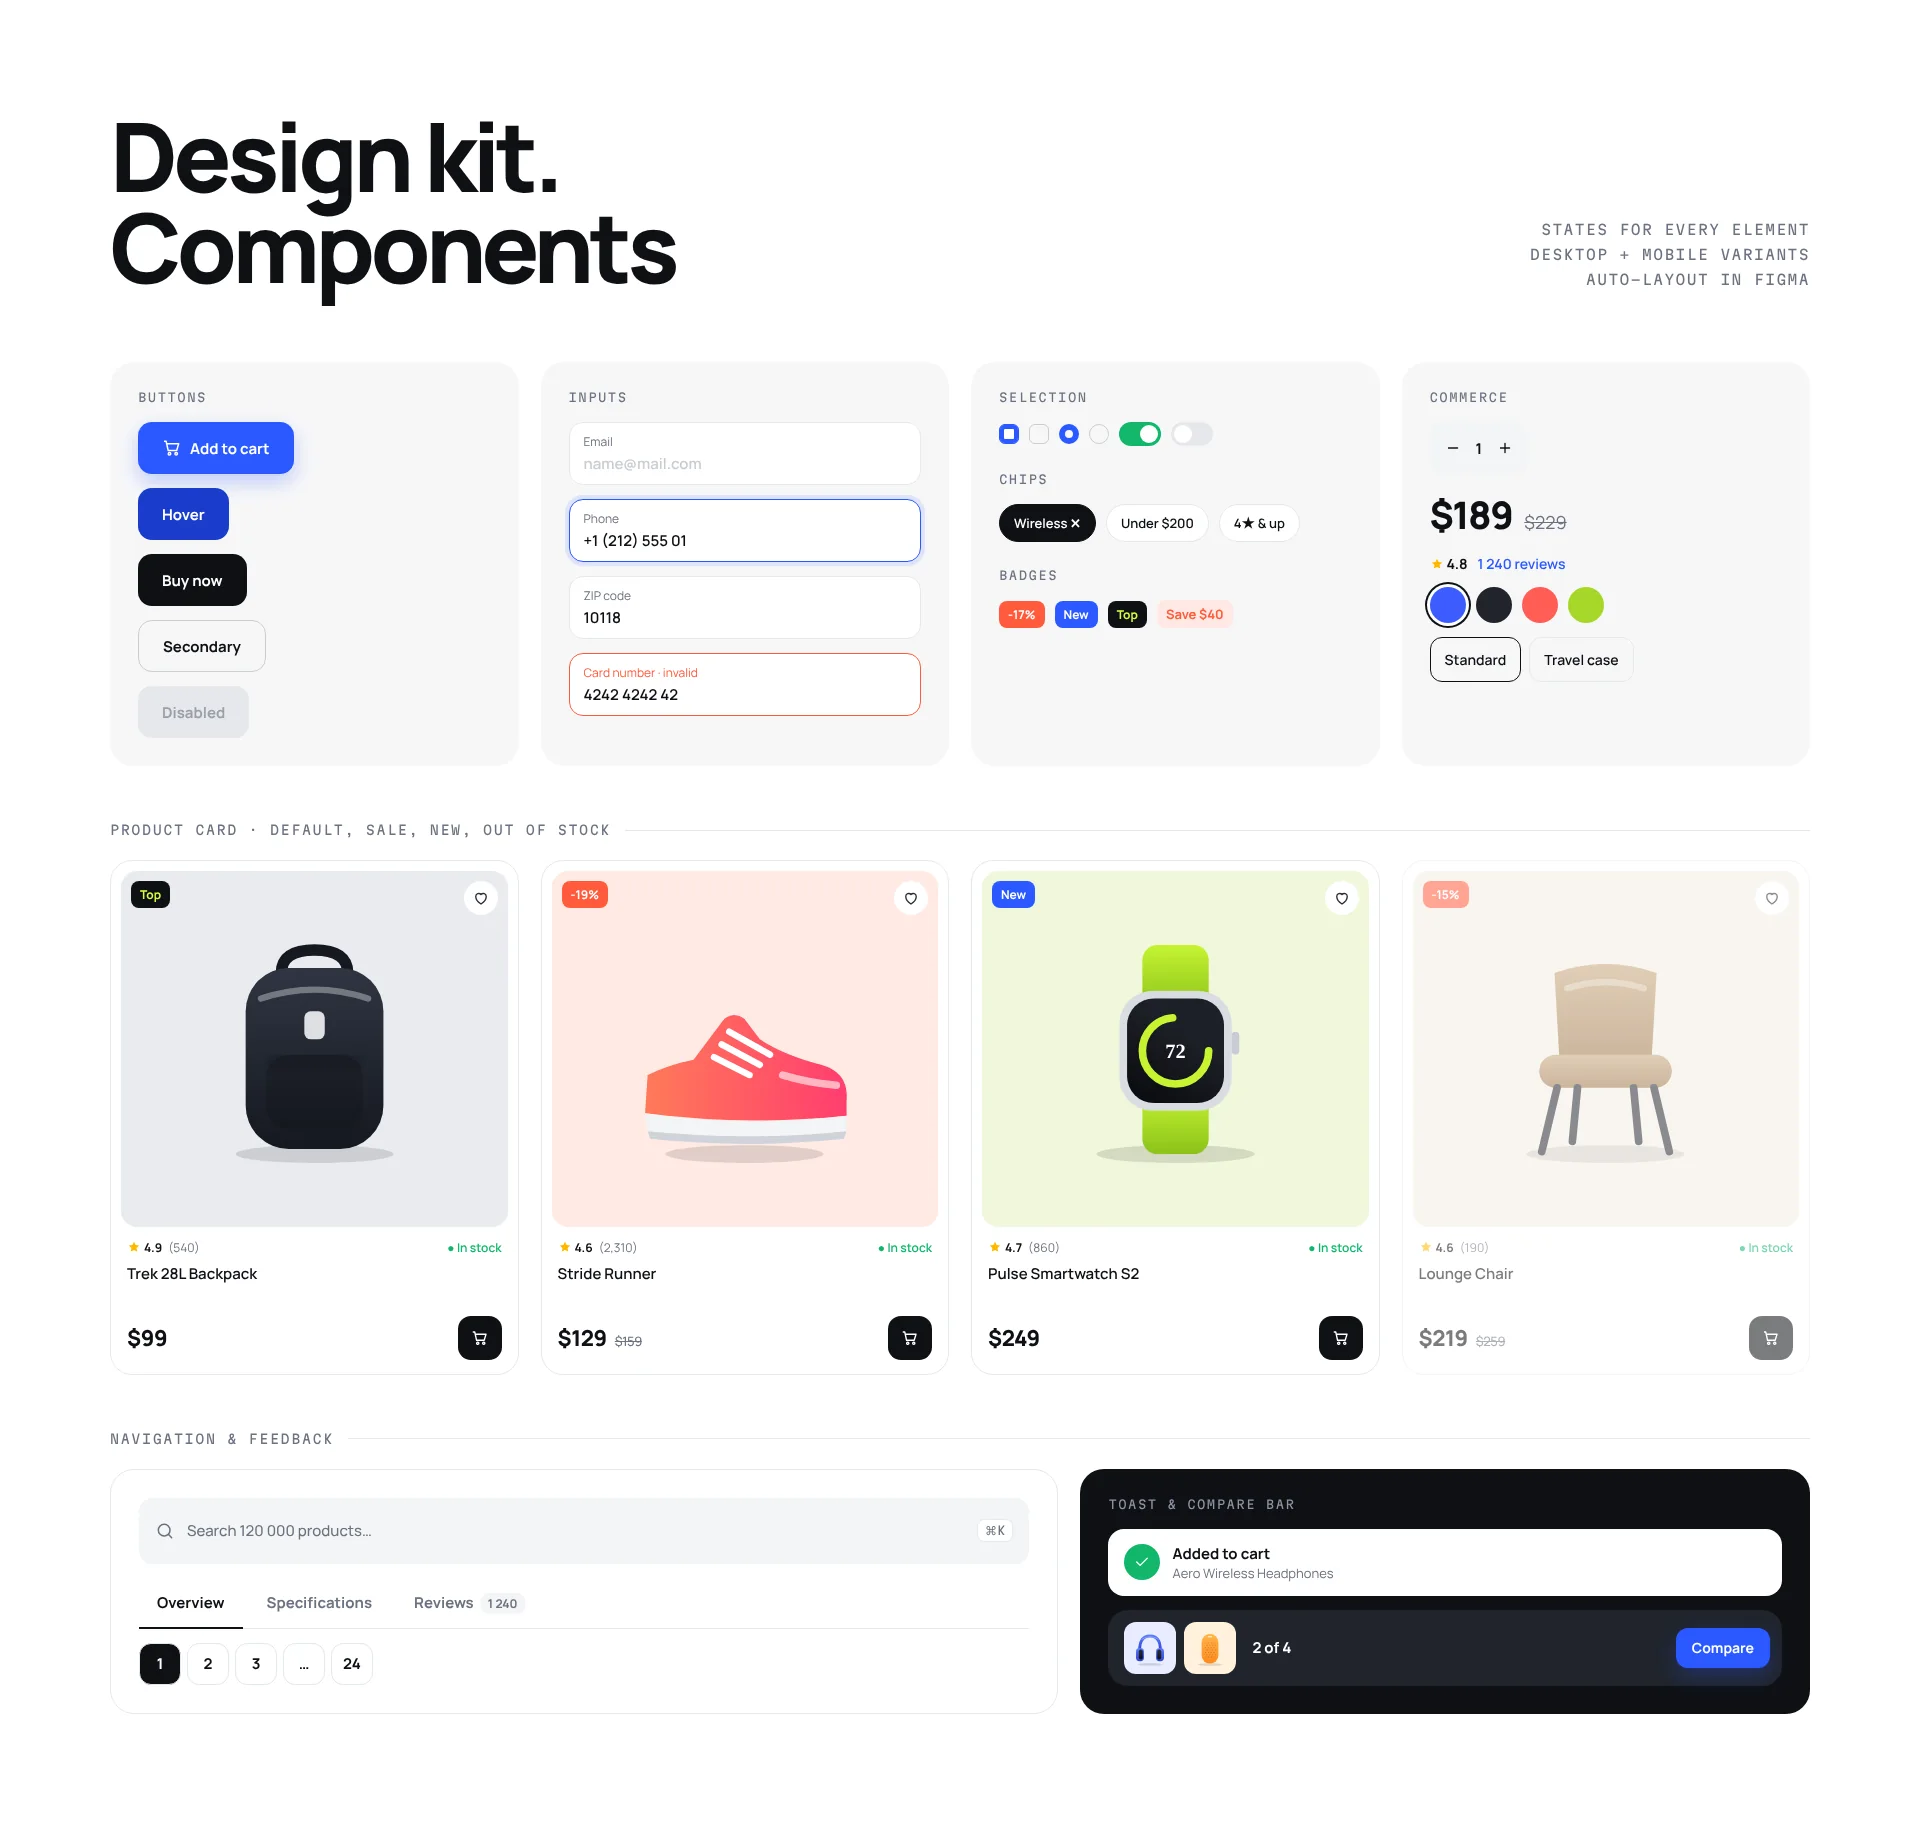 Design kit.
Components
STATES FOR EVERY ELEMENT
DESKTOP + MOBILE VARIANTS
AUTO-LAYOUT IN FIGMA
BUTTONS
Add to cart
Hover
Buy now
Secondary
Disabled
INPUTS
Email
name@mail.com
Phone
+1 (212) 555 01
ZIP code
10118
Card number · invalid
4242 4242 42
SELECTION
CHIPS
Wireless ✕
Under $200
4★ & up
BADGES
-17%
New
Top
Save $40
COMMERCE
− 1 +
$189 $229
★ 4.8 1 240 reviews
Standard
Travel case
PRODUCT CARD · DEFAULT, SALE, NEW, OUT OF STOCK
Top
★ 4.9 (540) ● In stock
Trek 28L Backpack
$99
-19%
★ 4.6 (2,310) ● In stock
Stride Runner
$129 $159
New
72
★ 4.7 (860) ● In stock
Pulse Smartwatch S2
$249
-15%
★ 4.6 (190) ● In stock
Lounge Chair
$219 $259
NAVIGATION & FEEDBACK
Search 120 000 products…
⌘K
Overview
Specifications
Reviews 1 240
1 2 3 … 24
TOAST & COMPARE BAR
Added to cart
Aero Wireless Headphones
2 of 4
Compare